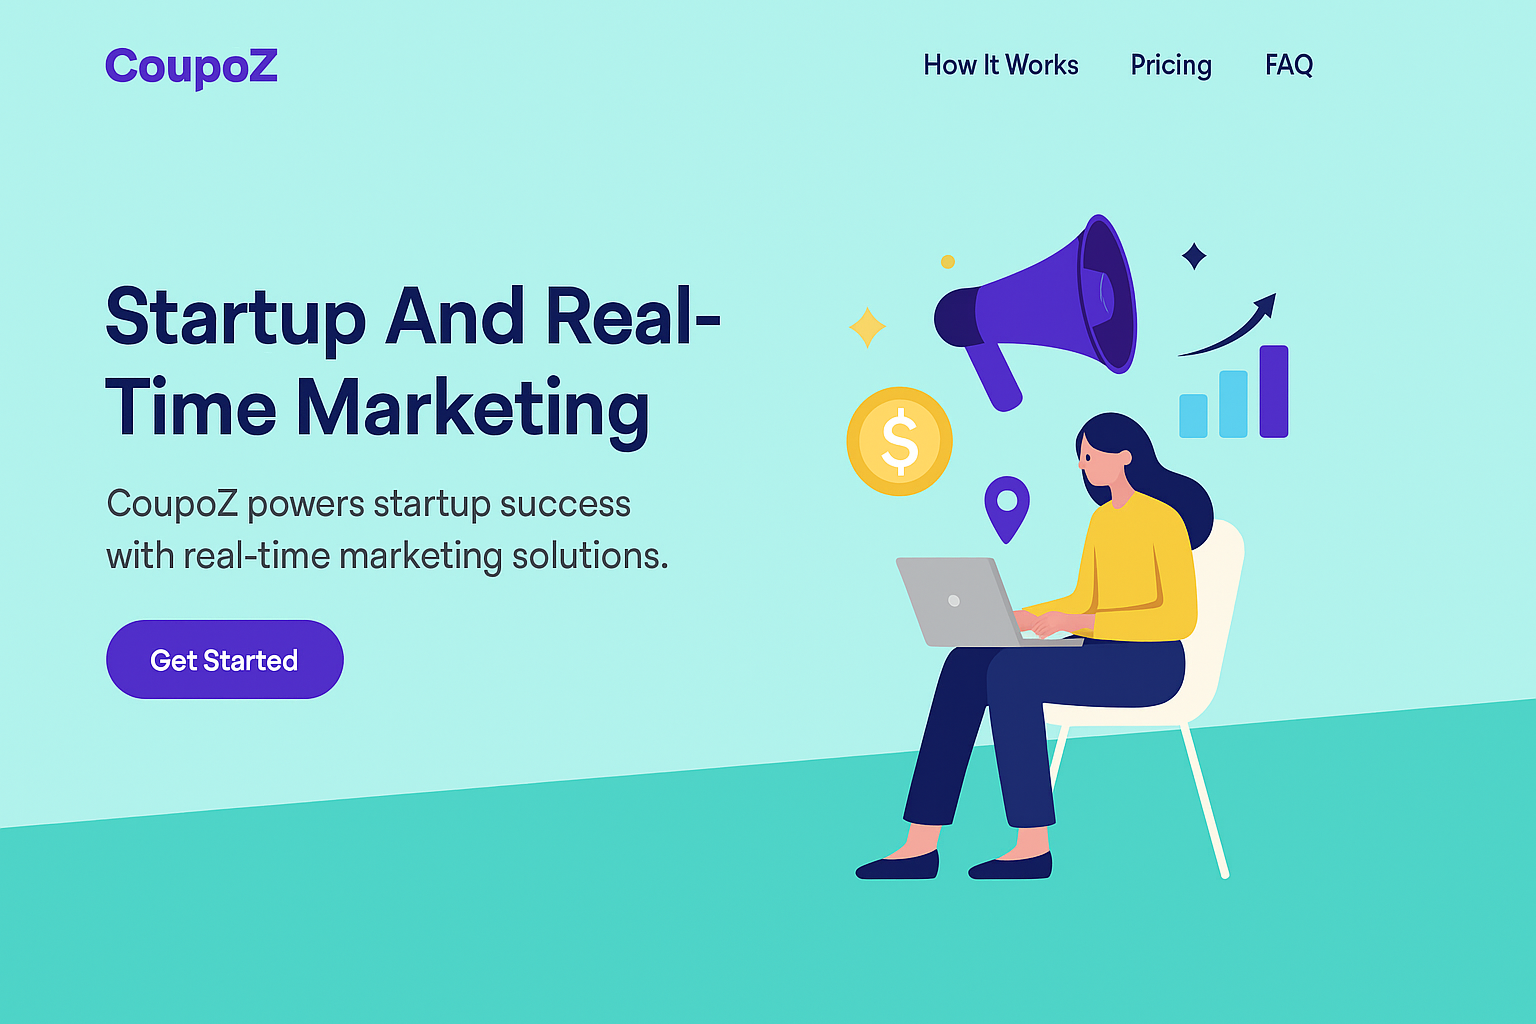 CoupoZ
How It Works Pricing FAQ
Startup And Real-
Time Marketing
CoupoZ powers startup success
with real-time marketing solutions.
Get Started
$